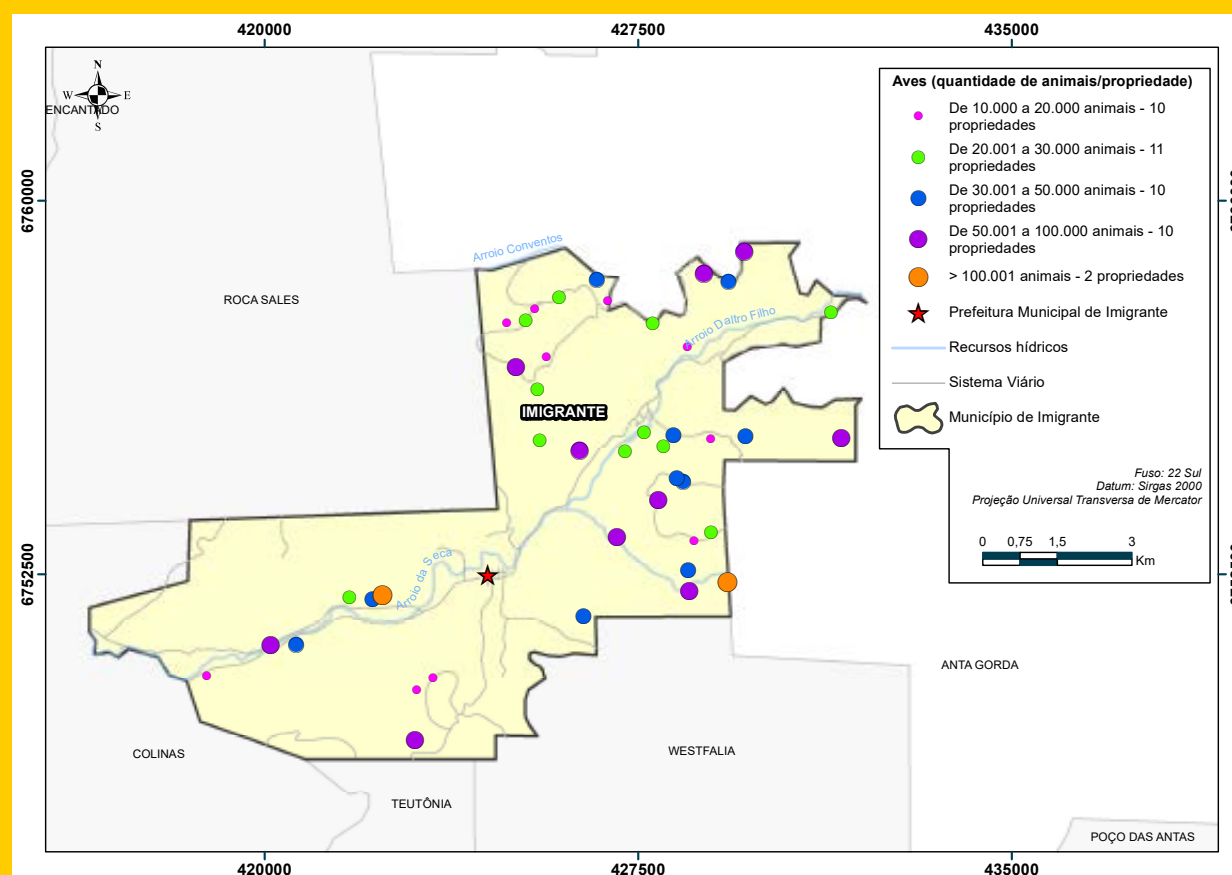 420000
427500
435000
N
W
E
S
ENCANTADO
Aves (quantidade de animais/propriedade)
De 10.000 a 20.000 animais - 10
propriedades
De 20.001 a 30.000 animais - 11
propriedades
De 30.001 a 50.000 animais - 10
propriedades
De 50.001 a 100.000 animais - 10
propriedades
> 100.001 animais - 2 propriedades
Prefeitura Municipal de Imigrante
Recursos hídricos
Sistema Viário
Município de Imigrante
Fuso: 22 Sul
Datum: Sirgas 2000
Projeção Universal Transversa de Mercator
0 0,75 1,5 3
Km
6760000
Arroio Conventos
ROCA SALES
Arroio Daltro Filho
IMIGRANTE
6752500
Arroio da Seca
ANTA GORDA
COLINAS
WESTFALIA
TEUTÔNIA
POÇO DAS ANTAS
420000
427500
435000